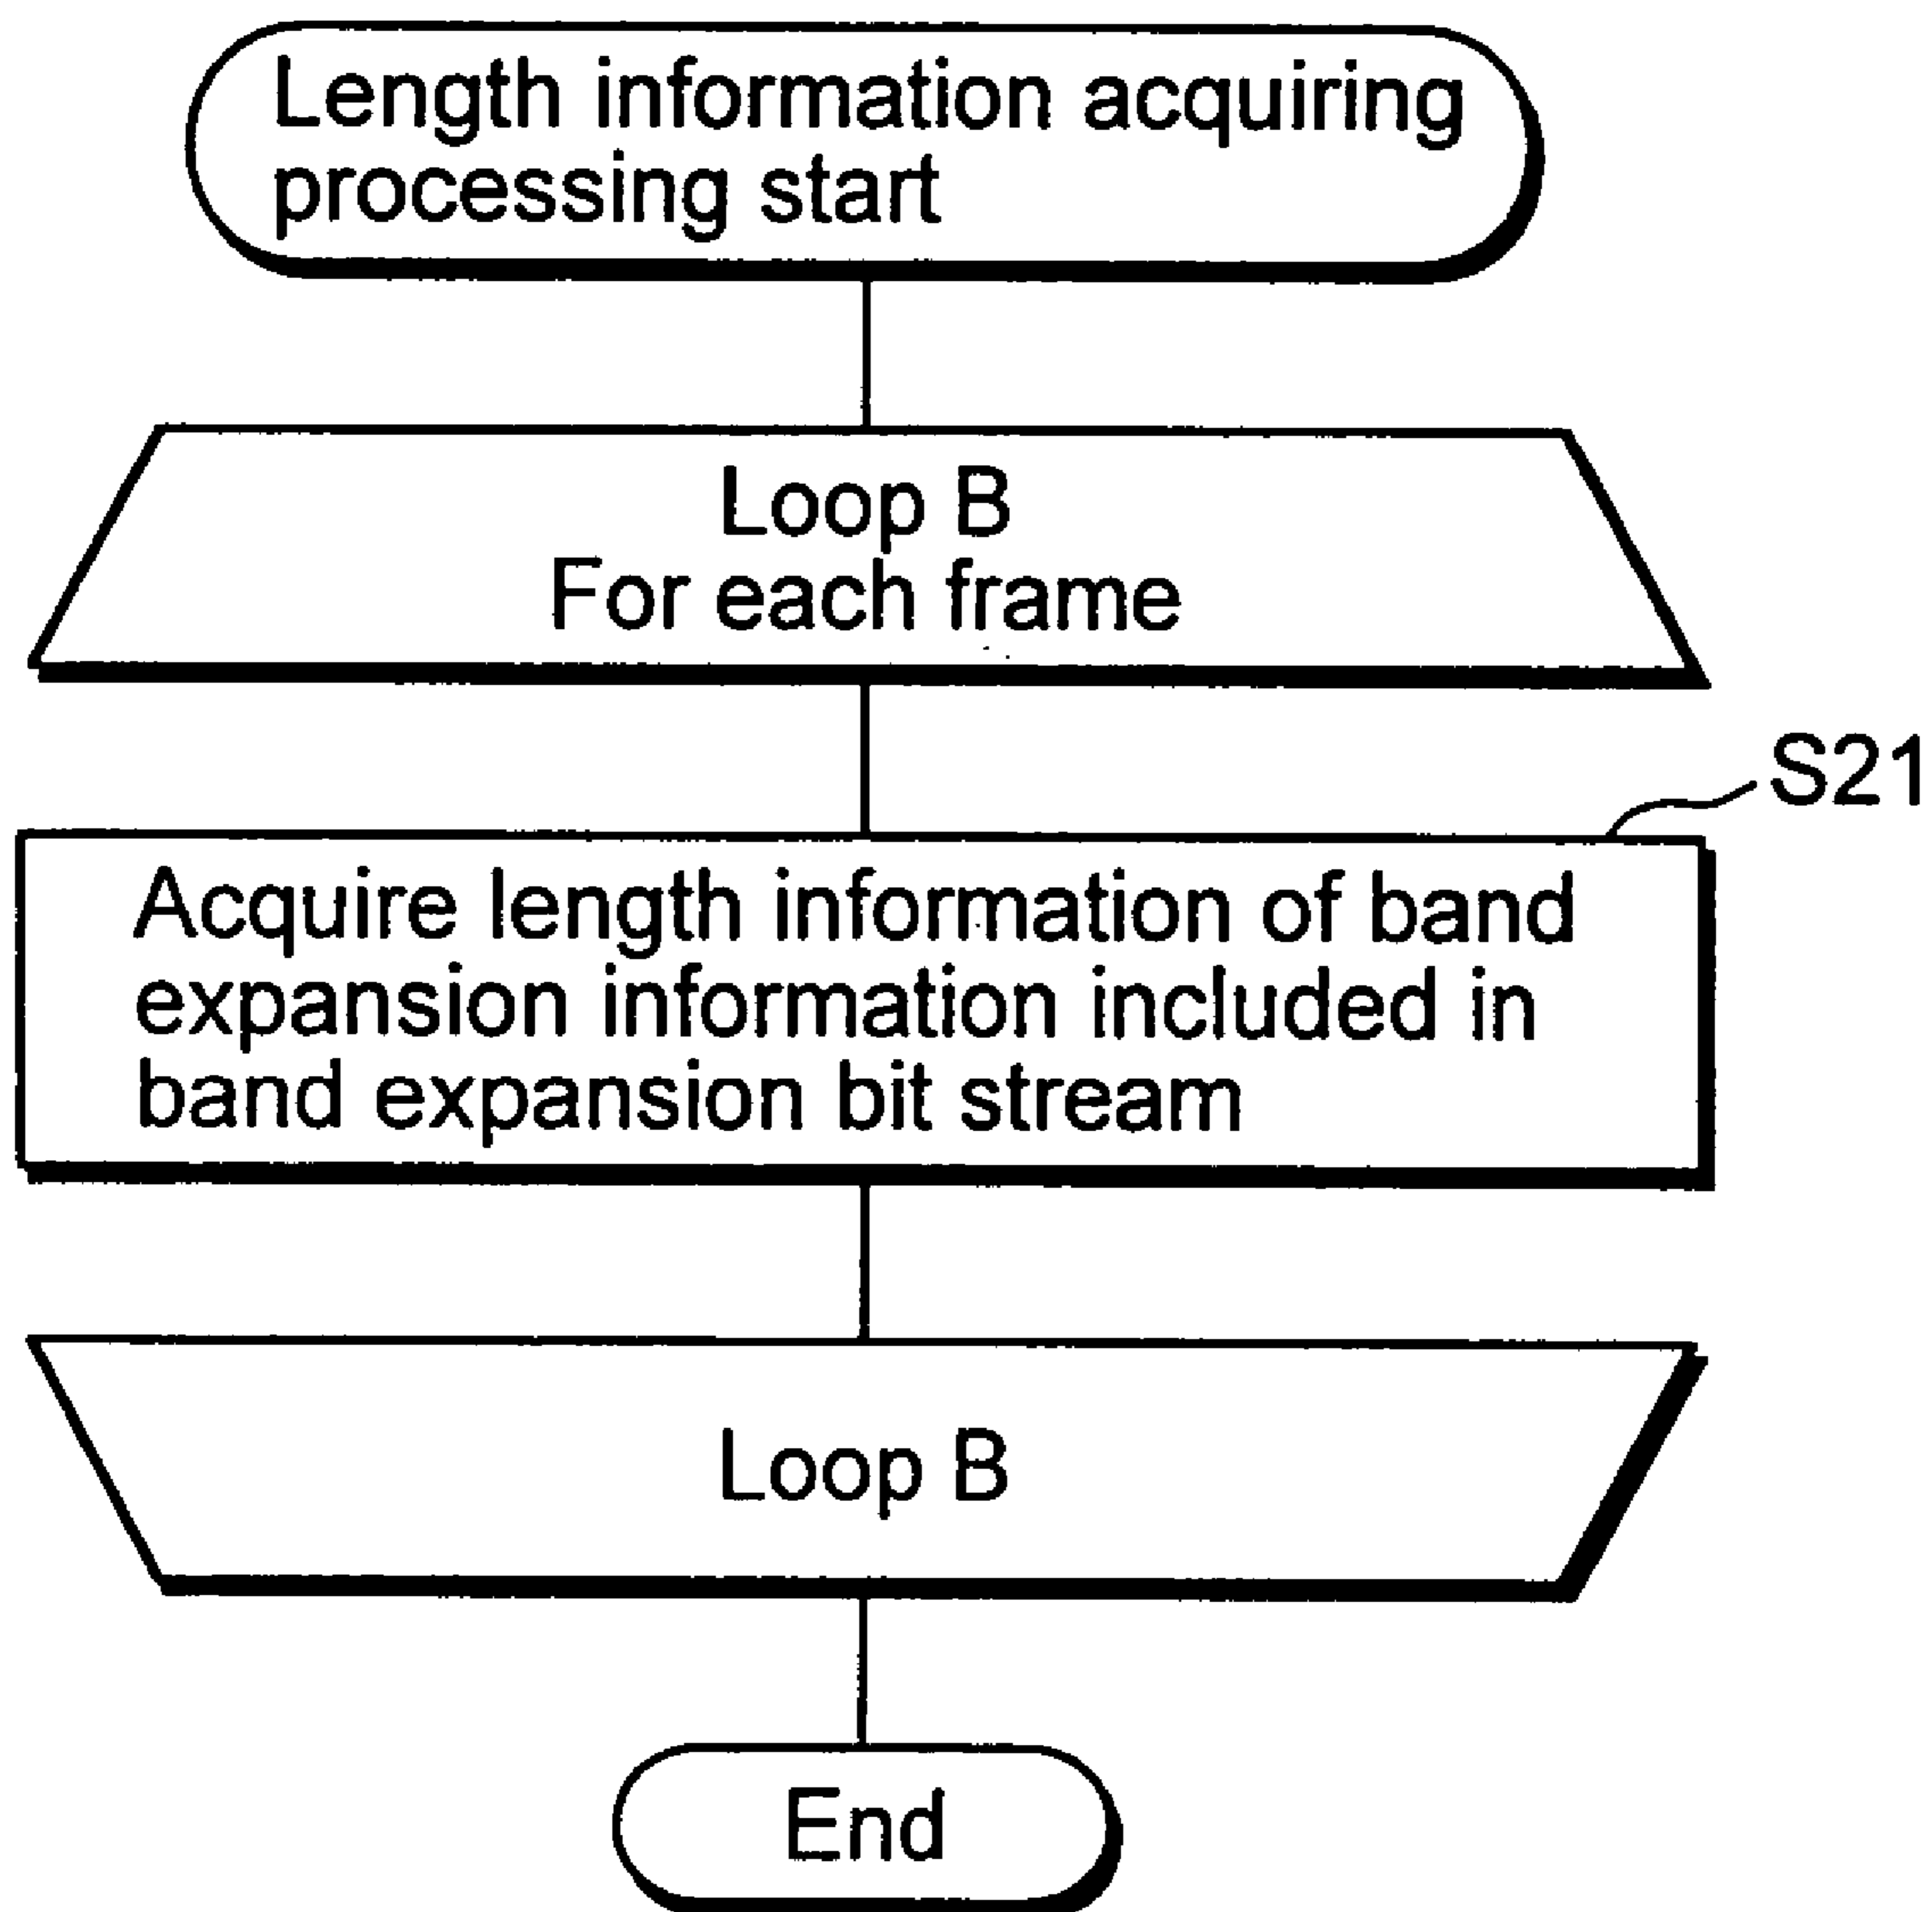 Length information acquiring
processing start
Loop B
For each frame
S21
Acquire length information of band
expansion information included in
band expansion bit stream
Loop B
End